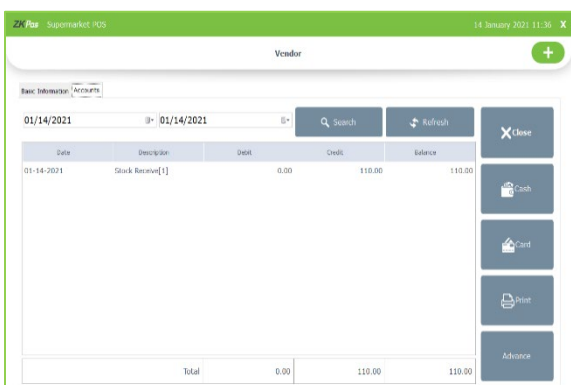 ZKPos Supermarket POS 14 January 2021 11:36 X
Vendor
+
Basic Information Accounts
01/14/2021 01/14/2021 Search Refresh
Close
Date Description Debit Credit Balance
01-14-2021 Stock Receive[1] 0.00 110.00 110.00
Cash
Card
Print
Advance
Total 0.00 110.00 110.00